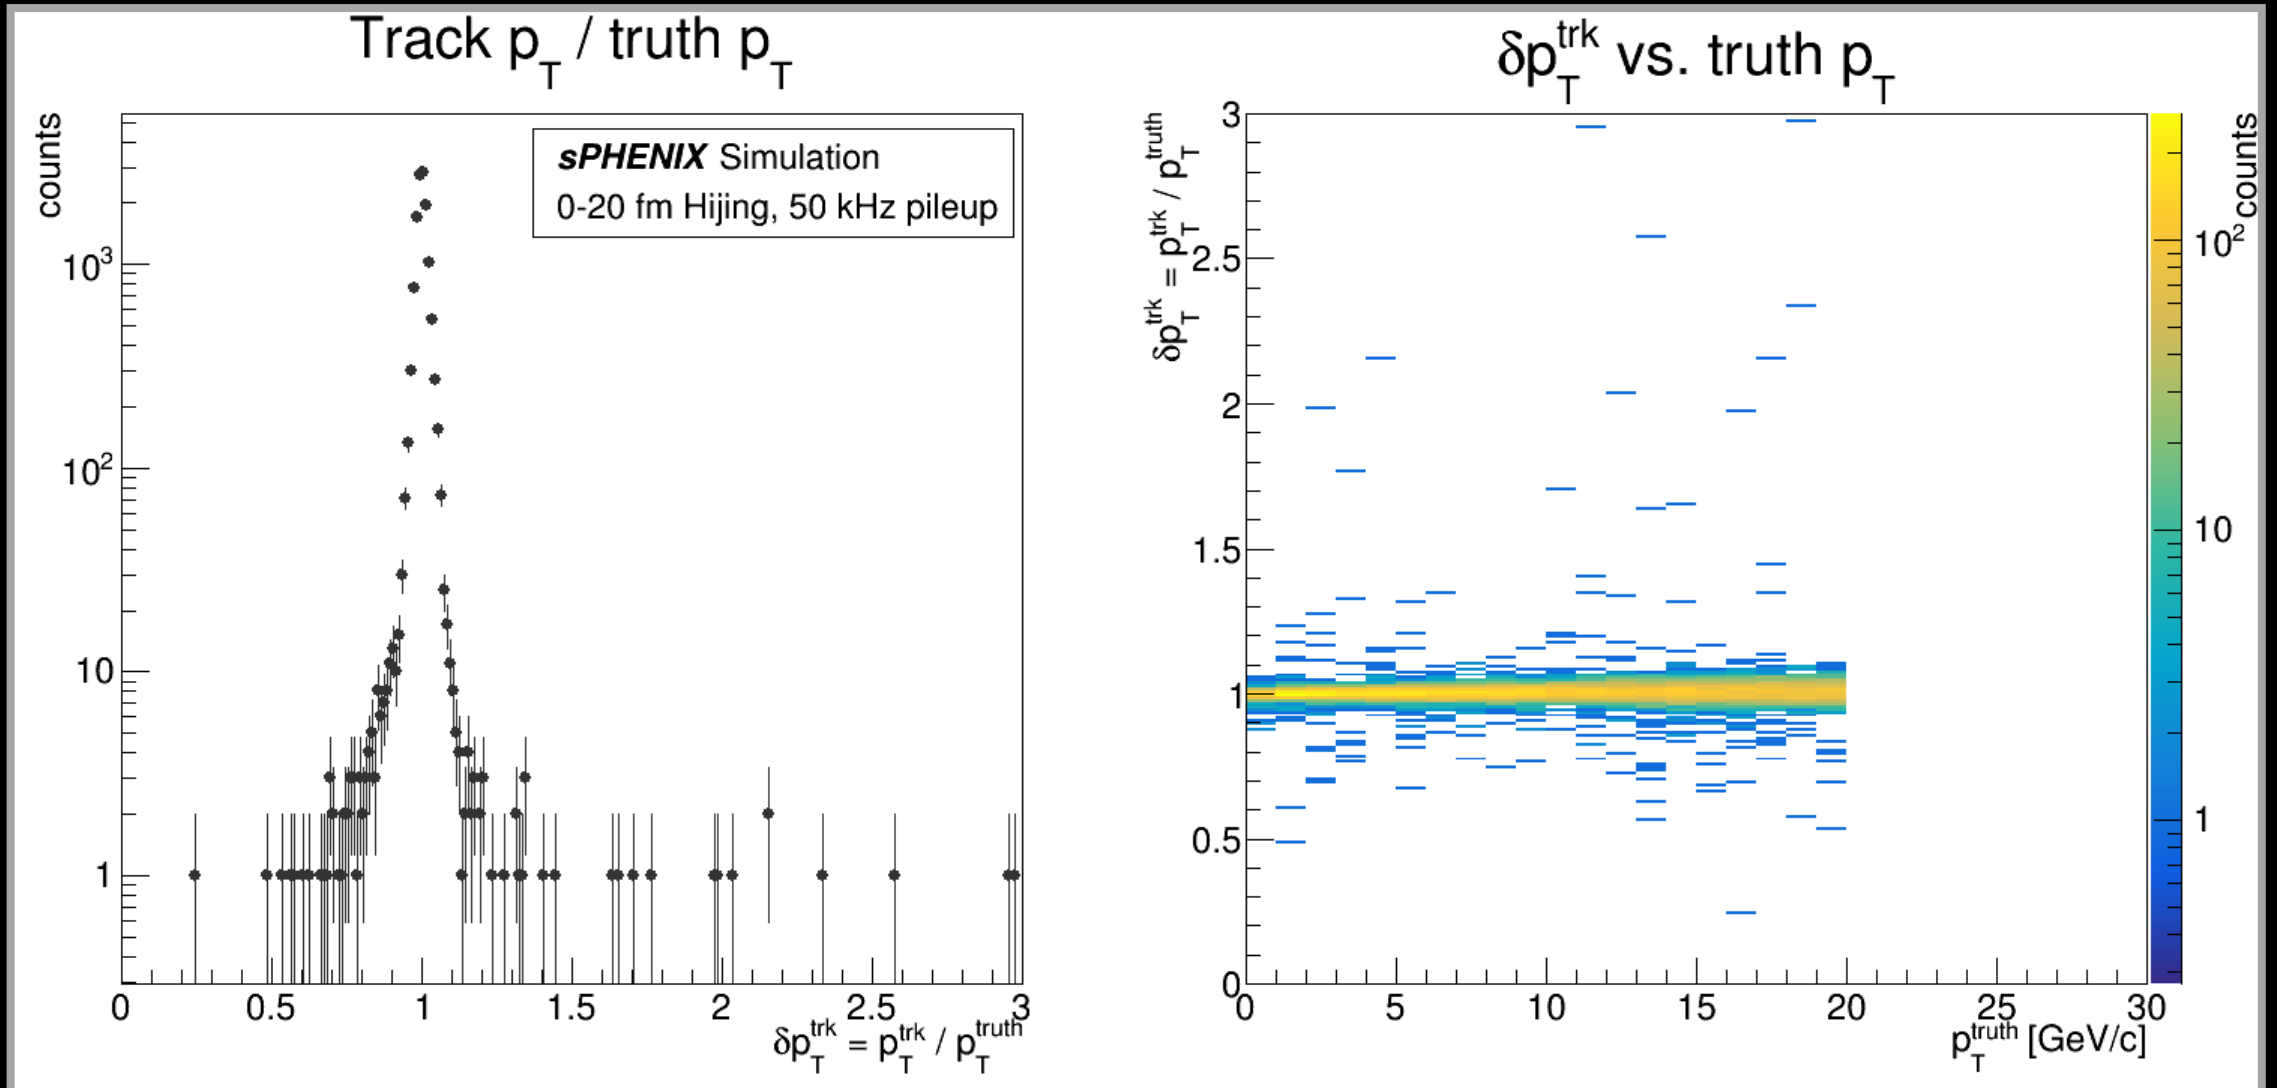 Track p_T / truth p_T
counts
sPHENIX Simulation
0-20 fm Hijing, 50 kHz pileup
10^3
10^2
10
1
0 0.5 1 1.5 2 2.5 3
δp_T^trk = p_T^trk / p_T^truth
δp_T^trk vs. truth p_T
δp_T^trk = p_T^trk / p_T^truth
3
2.5
2
1.5
1
0.5
0
0 5 10 15 20 25 30
p_T^truth [GeV/c]
counts
10^2
10
1